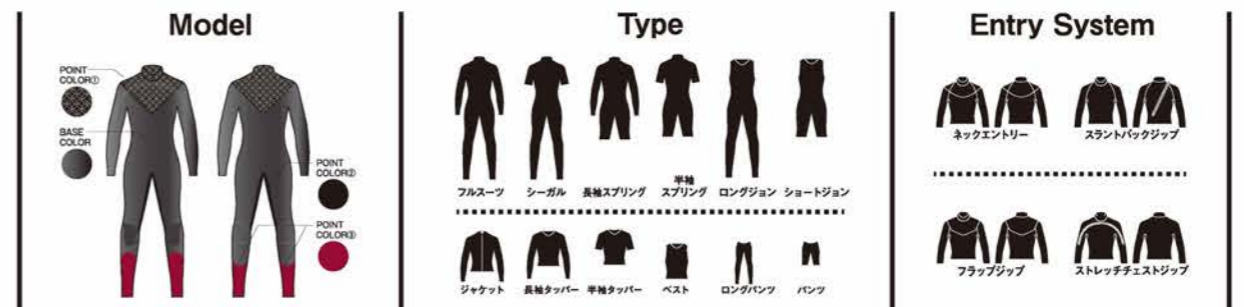 Model
POINT
COLOR①
BASE
COLOR
POINT
COLOR②
POINT
COLOR③
Type
フルスーツ
シーガル
長袖スプリング
半袖
スプリング
ロングジョン
ショートジョン
ジャケット
長袖タッパー
半袖タッパー
ベスト
ロングパンツ
パンツ
Entry System
ネックエントリー
スラントバックジップ
フラップジップ
ストレッチチェストジップ